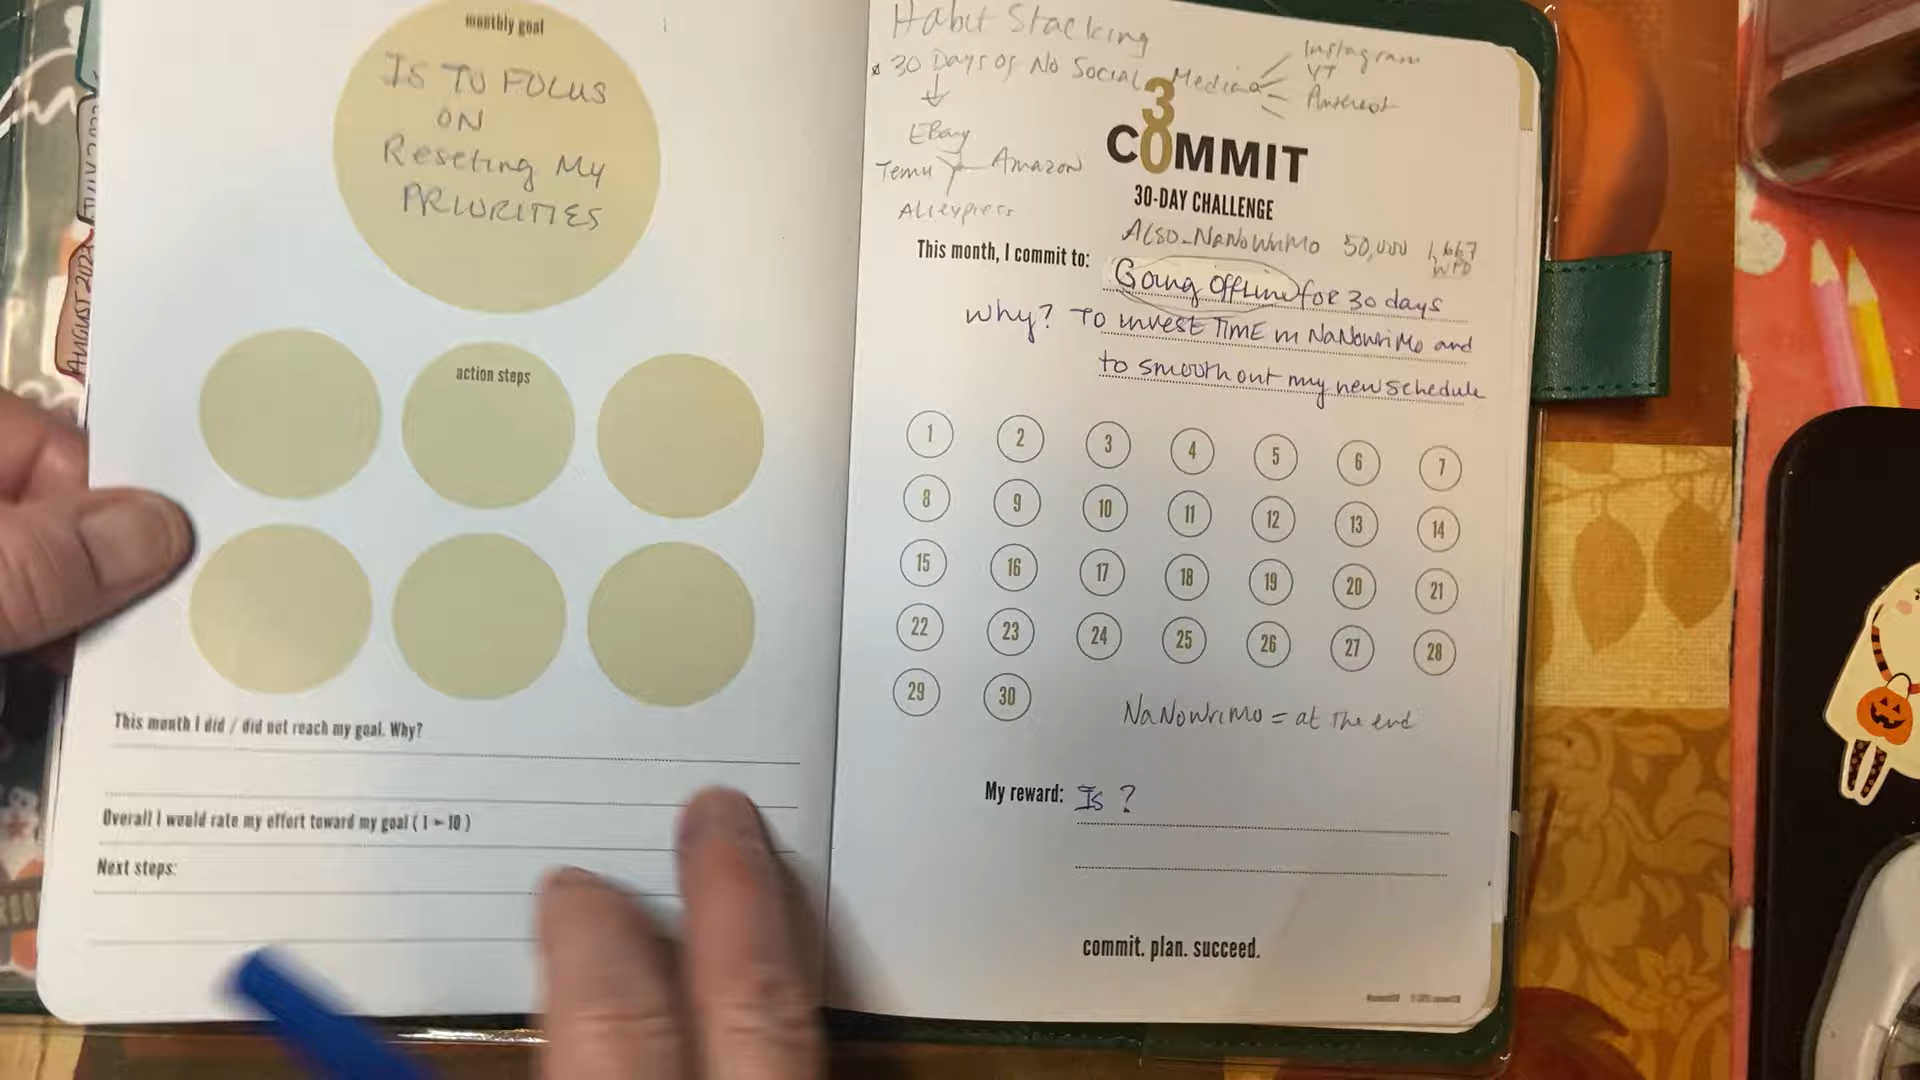 monthly goal
IS TO FOCUS
ON
Reseting My
PRIORITIES
action steps
This month I did / did not reach my goal. Why?
Overall I would rate my effort toward my goal ( 1 - 10 )
Next steps:
Habit Stacking
30 Days of No Social Media
Instagram
YT
Pinterest
EBay
Temu
Amazon
Aliexpress
30
COMMIT
30-DAY CHALLENGE
Also-NaNoWriMo 50,000 1,667
WPD
This month, I commit to:
Going offline for 30 days
Why? To invest TIME in NaNoWriMo and
to smooth out my new schedule
1 2 3 4 5 6 7
8 9 10 11 12 13 14
15 16 17 18 19 20 21
22 23 24 25 26 27 28
29 30
NaNoWriMo = at the end
My reward: Is ?
commit. plan. succeed.
AUGUST 2023